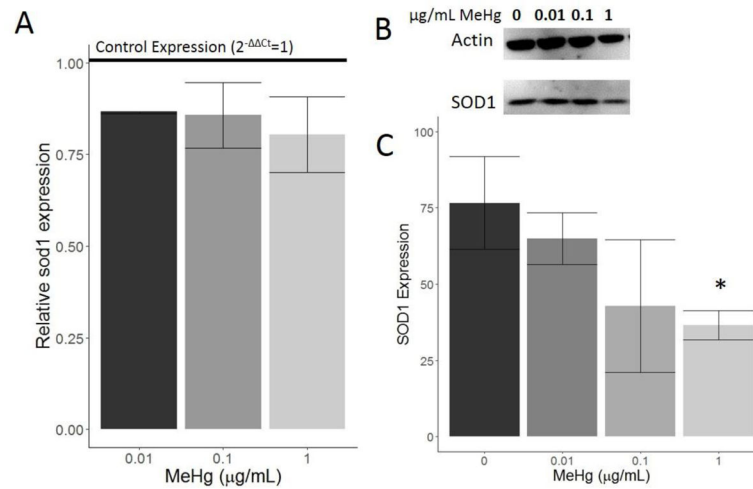 A
Control Expression (2-ΔΔCt=1)
1.00
0.75
0.50
0.25
0.00
Relative sod1 expression
0.01 0.1 1
MeHg (μg/mL)
B
μg/mL MeHg 0 0.01 0.1 1
Actin
SOD1
C
100
75
50
25
0
SOD1 Expression
*
0 0.01 0.1 1
MeHg (μg/mL)